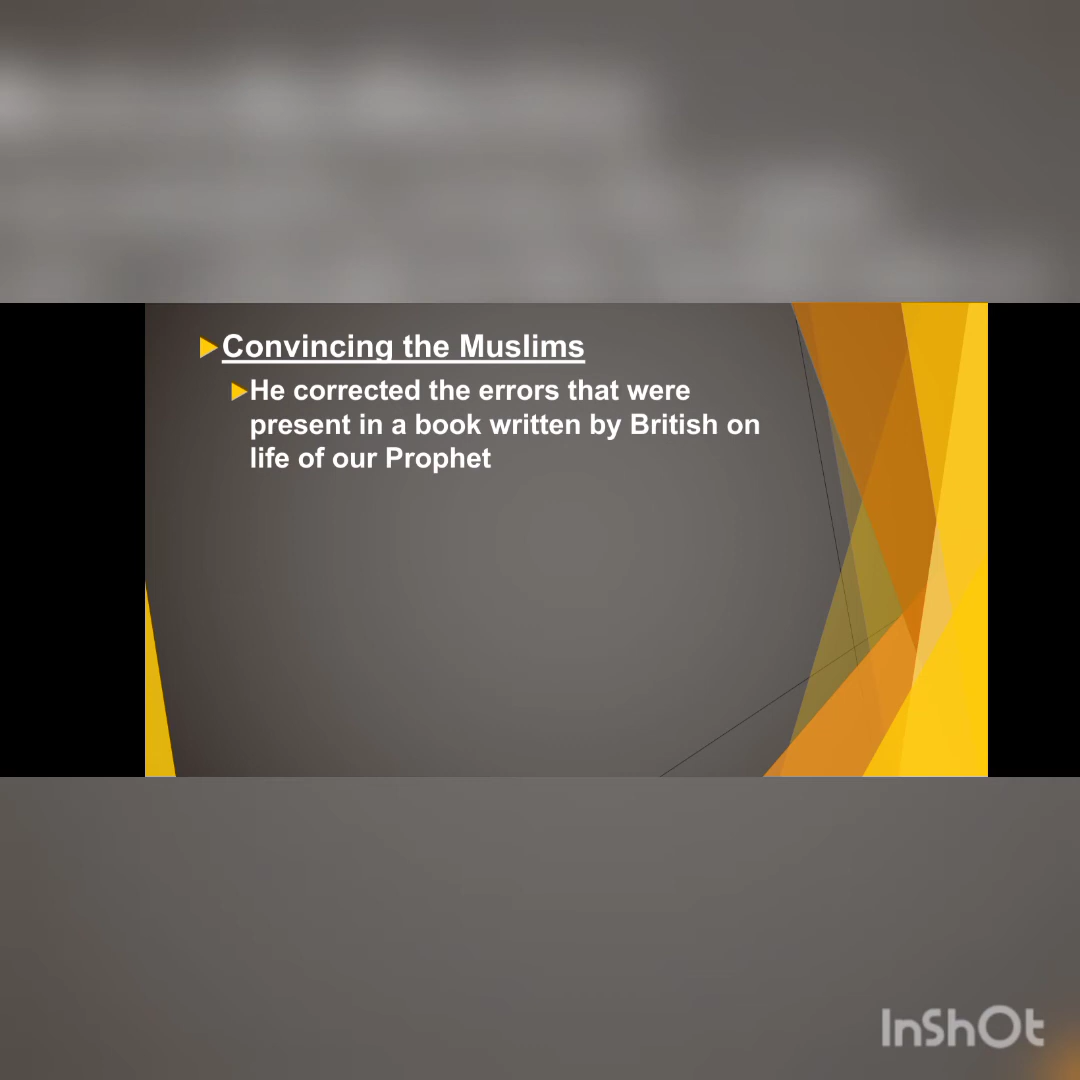 Convincing the Muslims
He corrected the errors that were
present in a book written by British on
life of our Prophet
InShOt